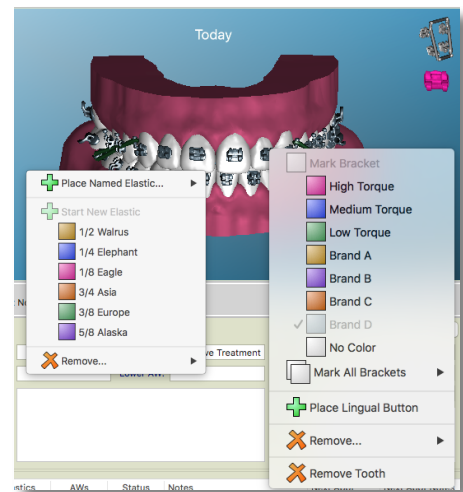 Today
Place Named Elastic...
Start New Elastic
1/2 Walrus
1/4 Elephant
1/8 Eagle
3/4 Asia
3/8 Europe
5/8 Alaska
Remove...
Mark Bracket
High Torque
Medium Torque
Low Torque
Brand A
Brand B
Brand C
Brand D
No Color
Mark All Brackets
Place Lingual Button
Remove...
Remove Tooth
ve Treatment
Lower AW:
stics AWs Status Notes